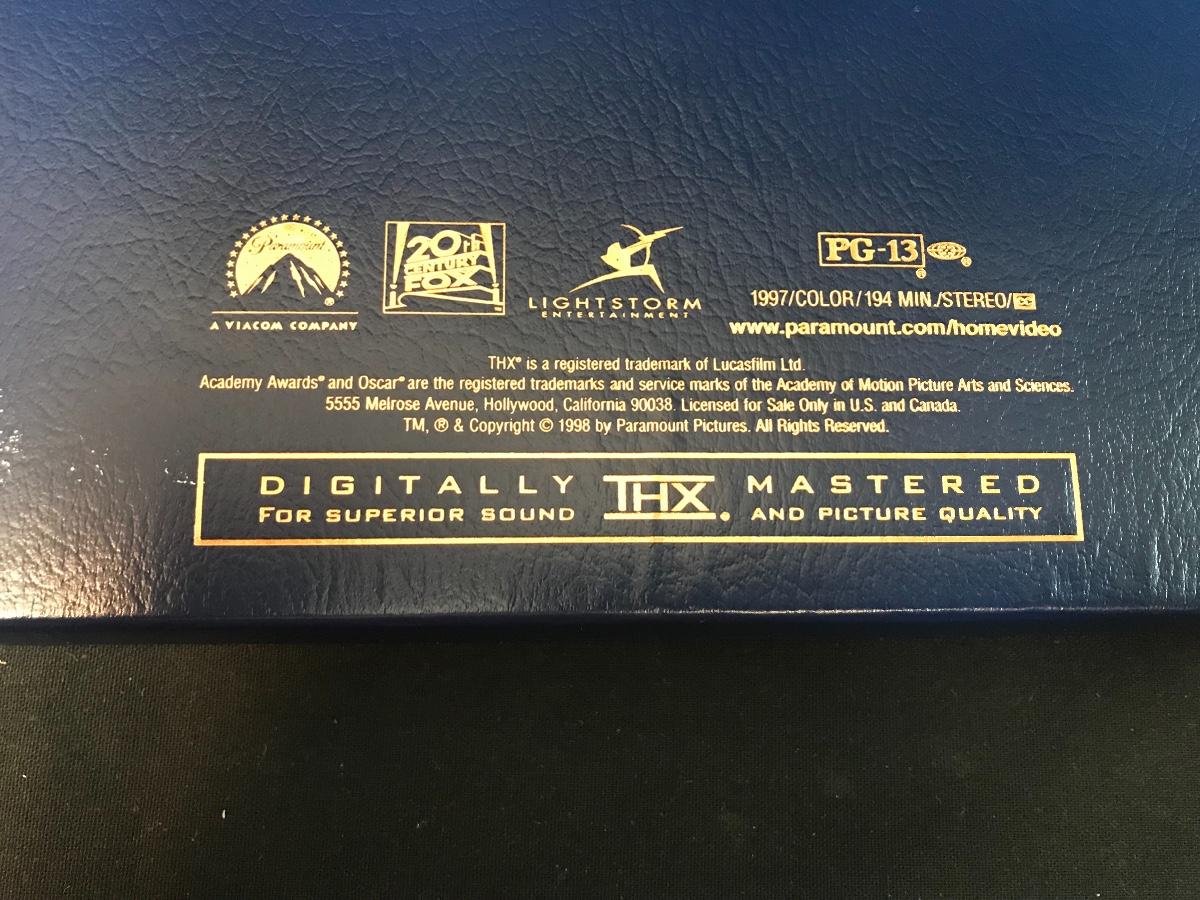 Paramount
A VIACOM COMPANY
20th
CENTURY
FOX
LIGHTSTORM
ENTERTAINMENT
PG-13®
®
1997/COLOR/194 MIN./STEREO/CC
www.paramount.com/homevideo
THX® is a registered trademark of Lucasfilm Ltd.
Academy Awards® and Oscar® are the registered trademarks and service marks of the Academy of Motion Picture Arts and Sciences.
5555 Melrose Avenue, Hollywood, California 90038. Licensed for Sale Only in U.S. and Canada.
TM, ® & Copyright © 1998 by Paramount Pictures. All Rights Reserved.
DIGITALLY THX MASTERED
FOR SUPERIOR SOUND AND PICTURE QUALITY